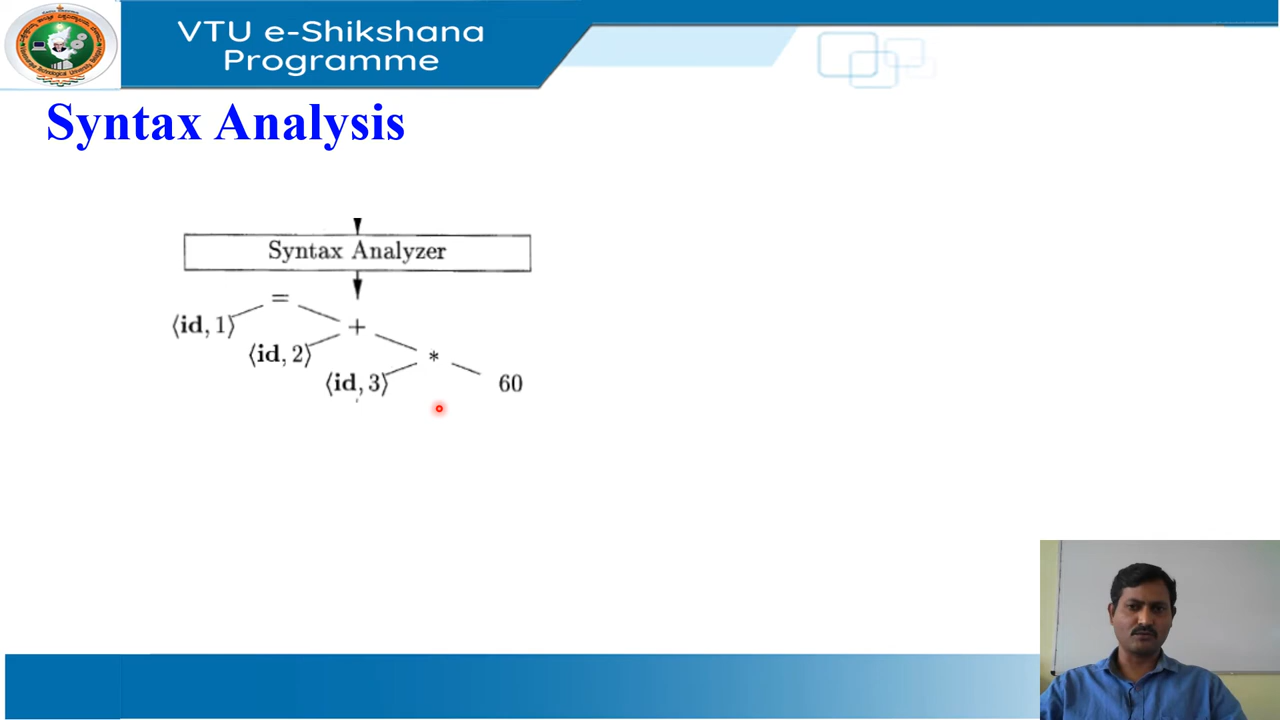 VTU e-Shikshana
Programme
Syntax Analysis
Syntax Analyzer
=
⟨id, 1⟩
+
⟨id, 2⟩
*
⟨id, 3⟩
60